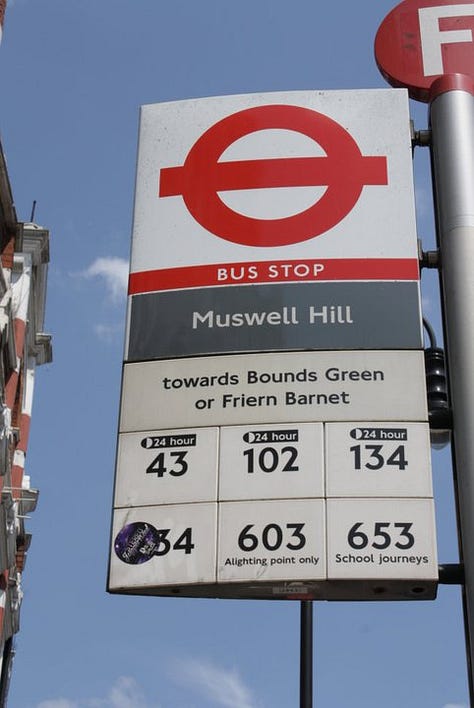 F
BUS STOP
Muswell Hill
towards Bounds Green
or Friern Barnet
24 hour
43
24 hour
102
24 hour
134
34
603
Alighting point only
653
School journeys